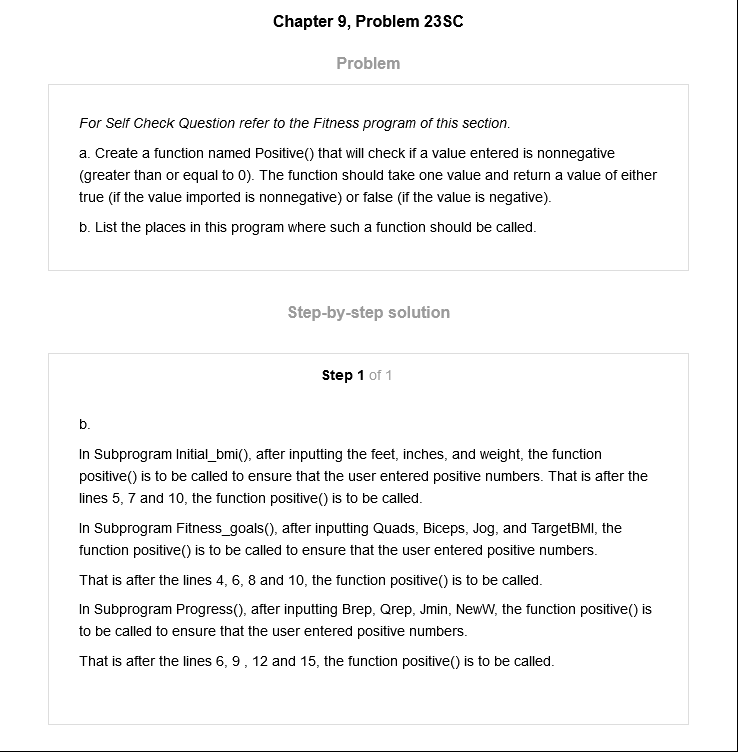 Chapter 9, Problem 23SC
Problem
For Self Check Question refer to the Fitness program of this section.
a. Create a function named Positive() that will check if a value entered is nonnegative
(greater than or equal to 0). The function should take one value and return a value of either
true (if the value imported is nonnegative) or false (if the value is negative).
b. List the places in this program where such a function should be called.
Step-by-step solution
Step 1 of 1
b.
In Subprogram Initial_bmi(), after inputting the feet, inches, and weight, the function
positive() is to be called to ensure that the user entered positive numbers. That is after the
lines 5, 7 and 10, the function positive() is to be called.
In Subprogram Fitness_goals(), after inputting Quads, Biceps, Jog, and TargetBMI, the
function positive() is to be called to ensure that the user entered positive numbers.
That is after the lines 4, 6, 8 and 10, the function positive() is to be called.
In Subprogram Progress(), after inputting Brep, Qrep, Jmin, NewW, the function positive() is
to be called to ensure that the user entered positive numbers.
That is after the lines 6, 9 , 12 and 15, the function positive() is to be called.